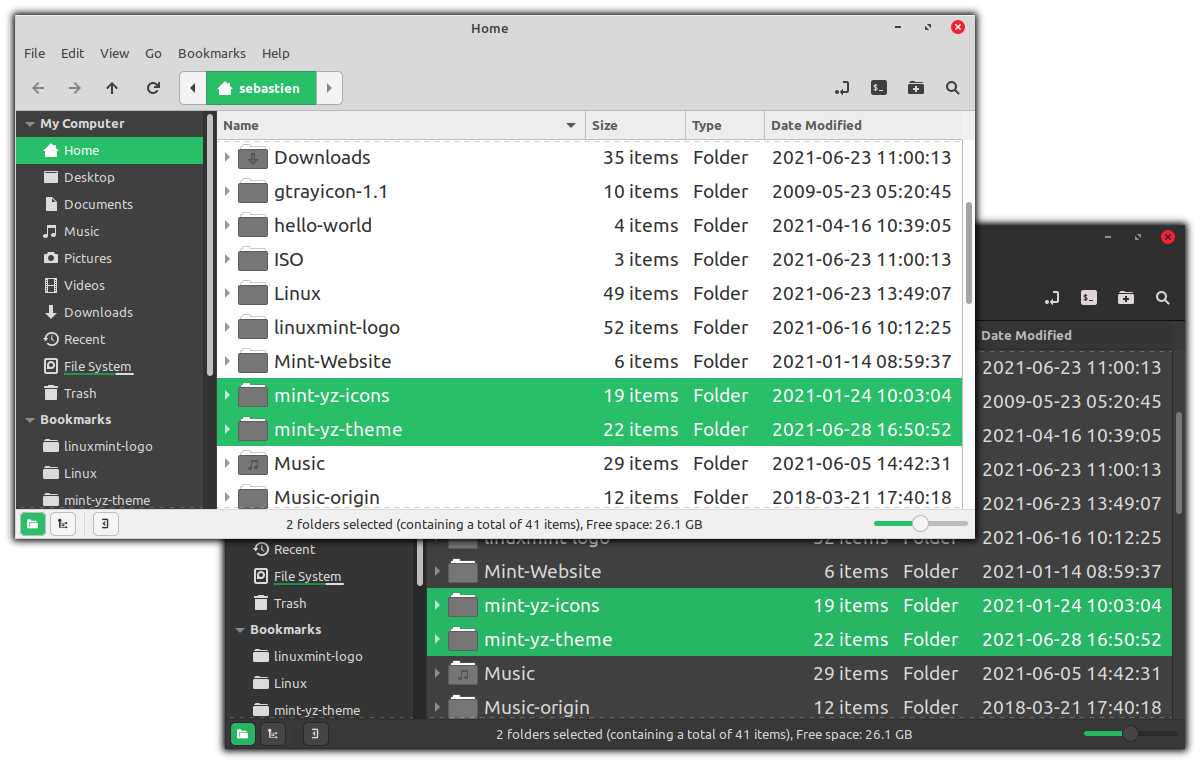 Home
File Edit View Go Bookmarks Help
sebastien
My Computer
Home
Desktop
Documents
Music
Pictures
Videos
Downloads
Recent
File System
Trash
Bookmarks
linuxmint-logo
Linux
mint-yz-theme
Name Size Type Date Modified
Downloads 35 items Folder 2021-06-23 11:00:13
gtrayicon-1.1 10 items Folder 2009-05-23 05:20:45
hello-world 4 items Folder 2021-04-16 10:39:05
ISO 3 items Folder 2021-06-23 11:00:13
Linux 49 items Folder 2021-06-23 13:49:07
linuxmint-logo 52 items Folder 2021-06-16 10:12:25
Mint-Website 6 items Folder 2021-01-14 08:59:37
mint-yz-icons 19 items Folder 2021-01-24 10:03:04
mint-yz-theme 22 items Folder 2021-06-28 16:50:52
Music 29 items Folder 2021-06-05 14:42:31
Music-origin 12 items Folder 2018-03-21 17:40:18
2 folders selected (containing a total of 41 items), Free space: 26.1 GB
Date Modified
2021-06-23 11:00:13
2009-05-23 05:20:45
2021-04-16 10:39:05
2021-06-23 11:00:13
2021-06-23 13:49:07
linuxmint-logo 52 items Folder 2021-06-16 10:12:25
Recent
File System
Trash
Bookmarks
linuxmint-logo
Linux
mint-yz-theme
Mint-Website 6 items Folder 2021-01-14 08:59:37
mint-yz-icons 19 items Folder 2021-01-24 10:03:04
mint-yz-theme 22 items Folder 2021-06-28 16:50:52
Music 29 items Folder 2021-06-05 14:42:31
Music-origin 12 items Folder 2018-03-21 17:40:18
2 folders selected (containing a total of 41 items), Free space: 26.1 GB